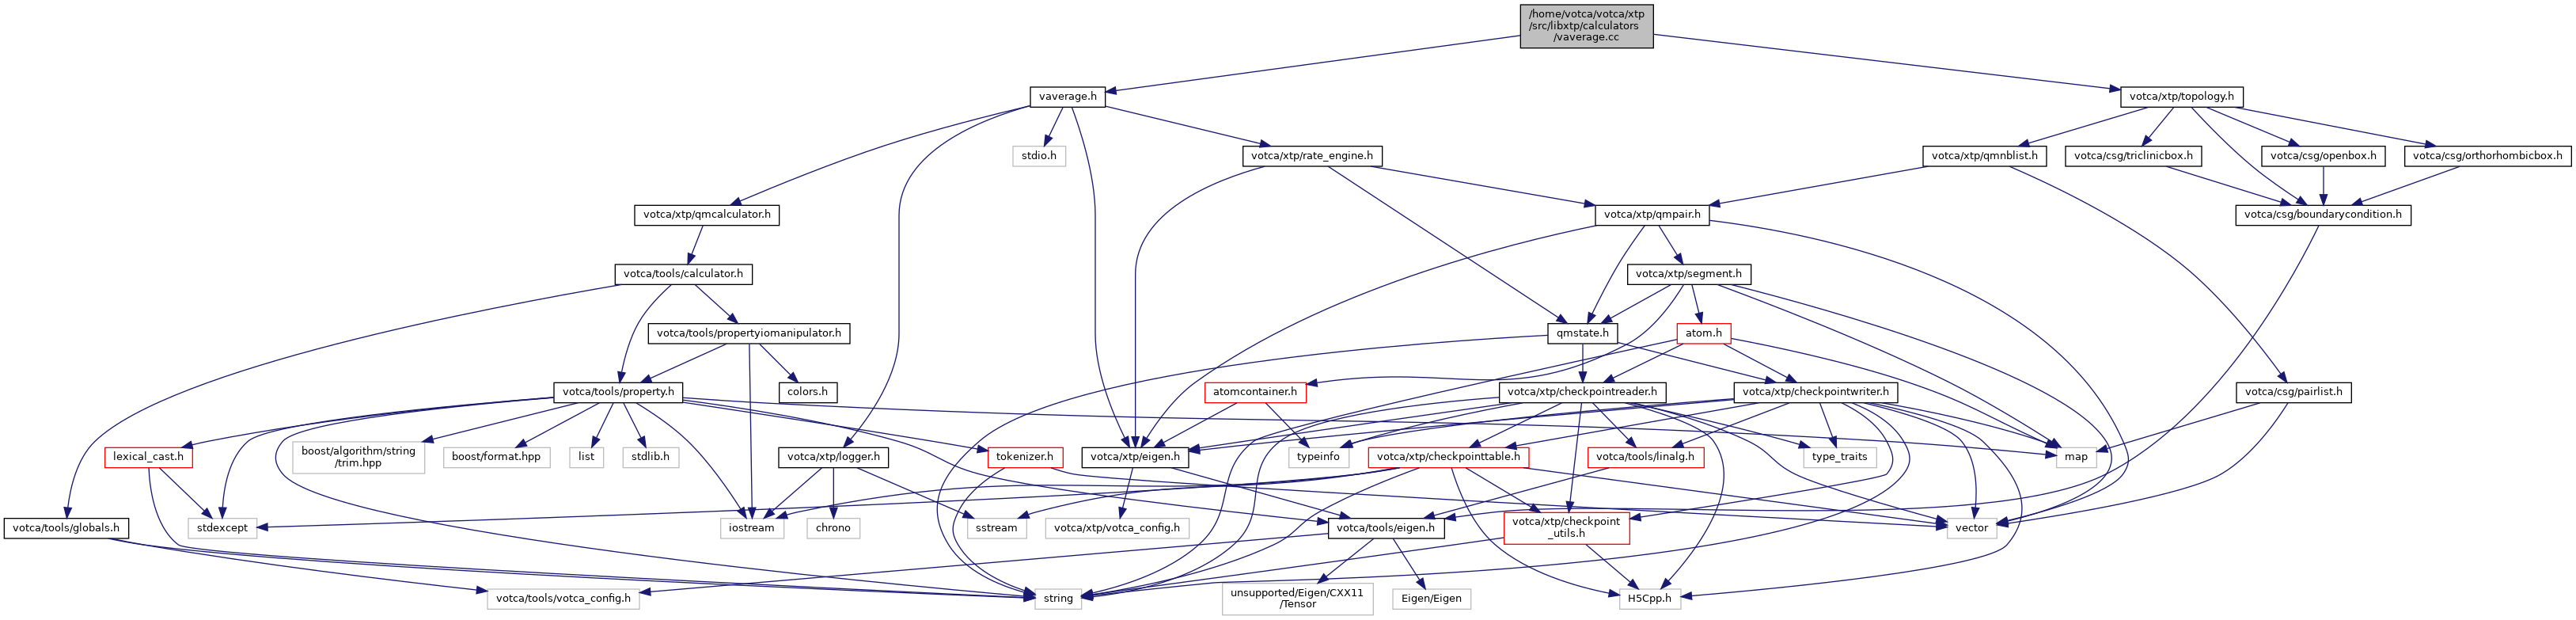 /home/votca/votca/xtp
/src/libxtp/calculators
/vaverage.cc
vaverage.h
votca/xtp/topology.h
stdio.h
votca/xtp/rate_engine.h
votca/xtp/qmnblist.h
votca/csg/triclinicbox.h
votca/csg/openbox.h
votca/csg/orthorhombicbox.h
votca/xtp/qmcalculator.h
votca/xtp/qmpair.h
votca/csg/boundarycondition.h
votca/tools/calculator.h
votca/xtp/segment.h
votca/tools/propertyiomanipulator.h
qmstate.h
atom.h
votca/tools/property.h
colors.h
atomcontainer.h
votca/xtp/checkpointreader.h
votca/xtp/checkpointwriter.h
votca/csg/pairlist.h
lexical_cast.h
boost/algorithm/string
/trim.hpp
boost/format.hpp
list
stdlib.h
votca/xtp/logger.h
tokenizer.h
votca/xtp/eigen.h
typeinfo
votca/xtp/checkpointtable.h
votca/tools/linalg.h
type_traits
map
votca/tools/globals.h
stdexcept
iostream
chrono
sstream
votca/xtp/votca_config.h
votca/tools/eigen.h
votca/xtp/checkpoint
_utils.h
vector
votca/tools/votca_config.h
string
unsupported/Eigen/CXX11
/Tensor
Eigen/Eigen
H5Cpp.h